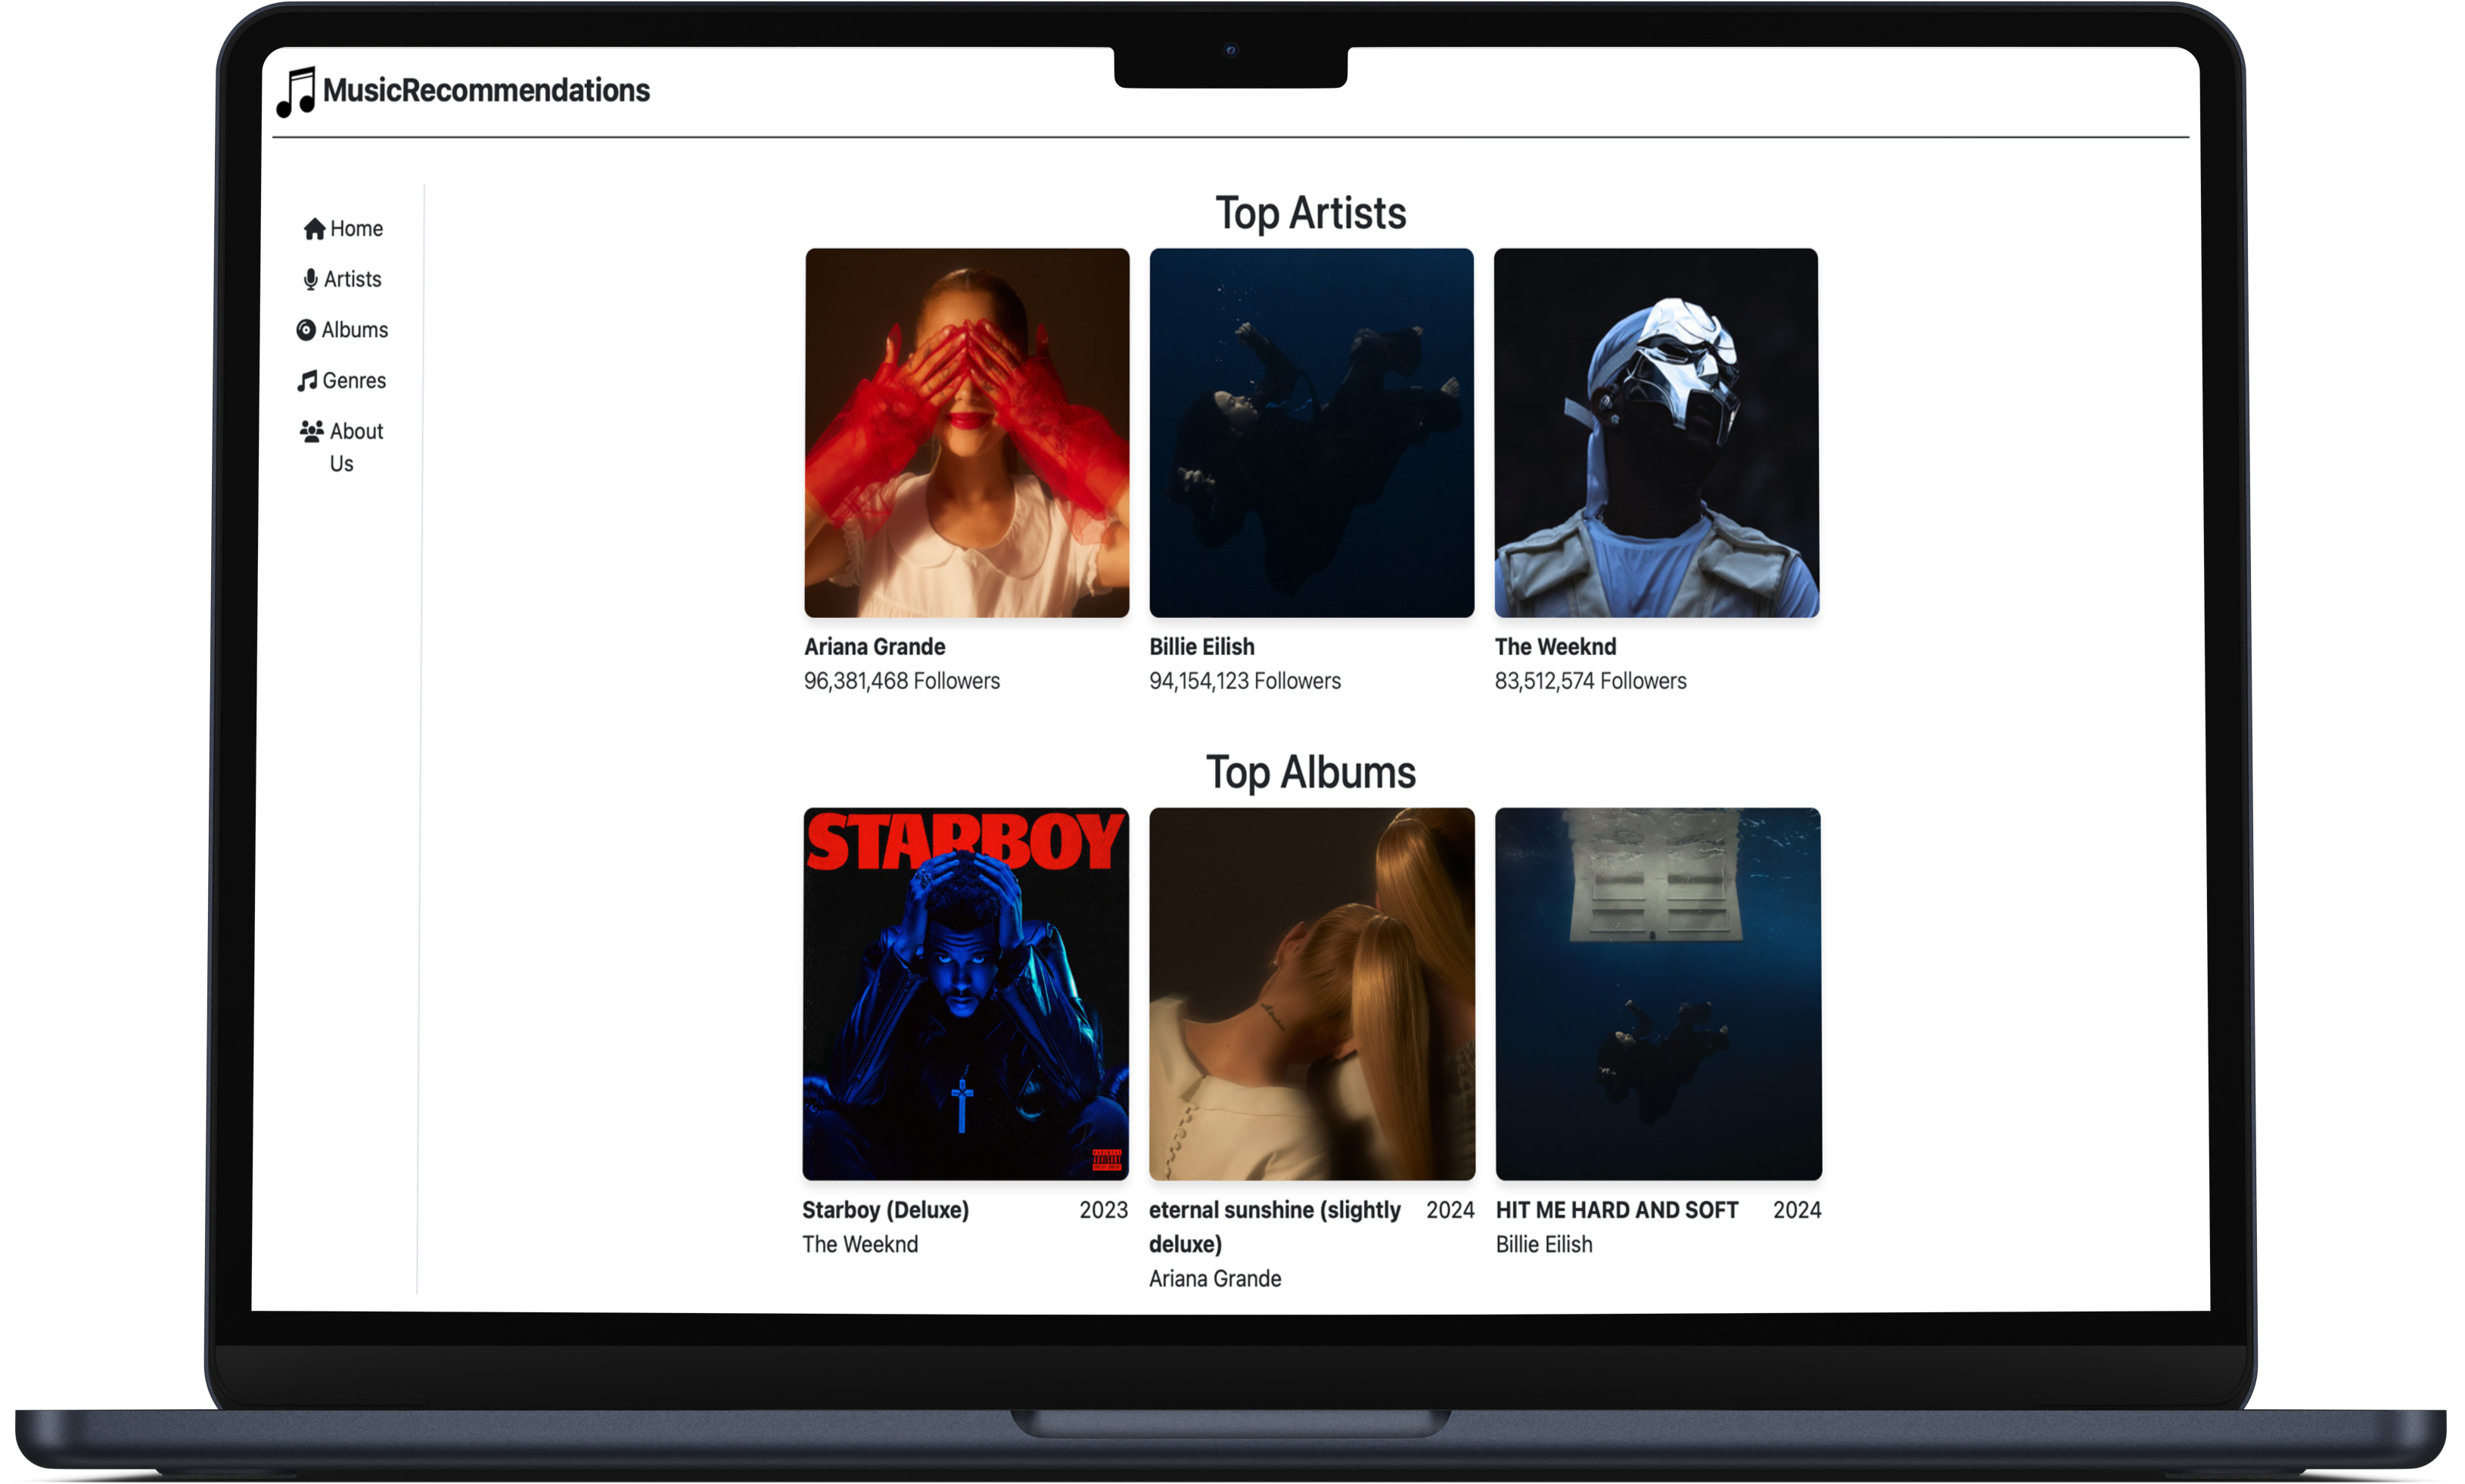 MusicRecommendations
Home
Artists
Albums
Genres
About
Us
Top Artists
Ariana Grande
96,381,468 Followers
Billie Eilish
94,154,123 Followers
The Weeknd
83,512,574 Followers
Top Albums
STARBOY
Starboy (Deluxe) 2023
The Weeknd
eternal sunshine (slightly 2024
deluxe)
Ariana Grande
HIT ME HARD AND SOFT 2024
Billie Eilish